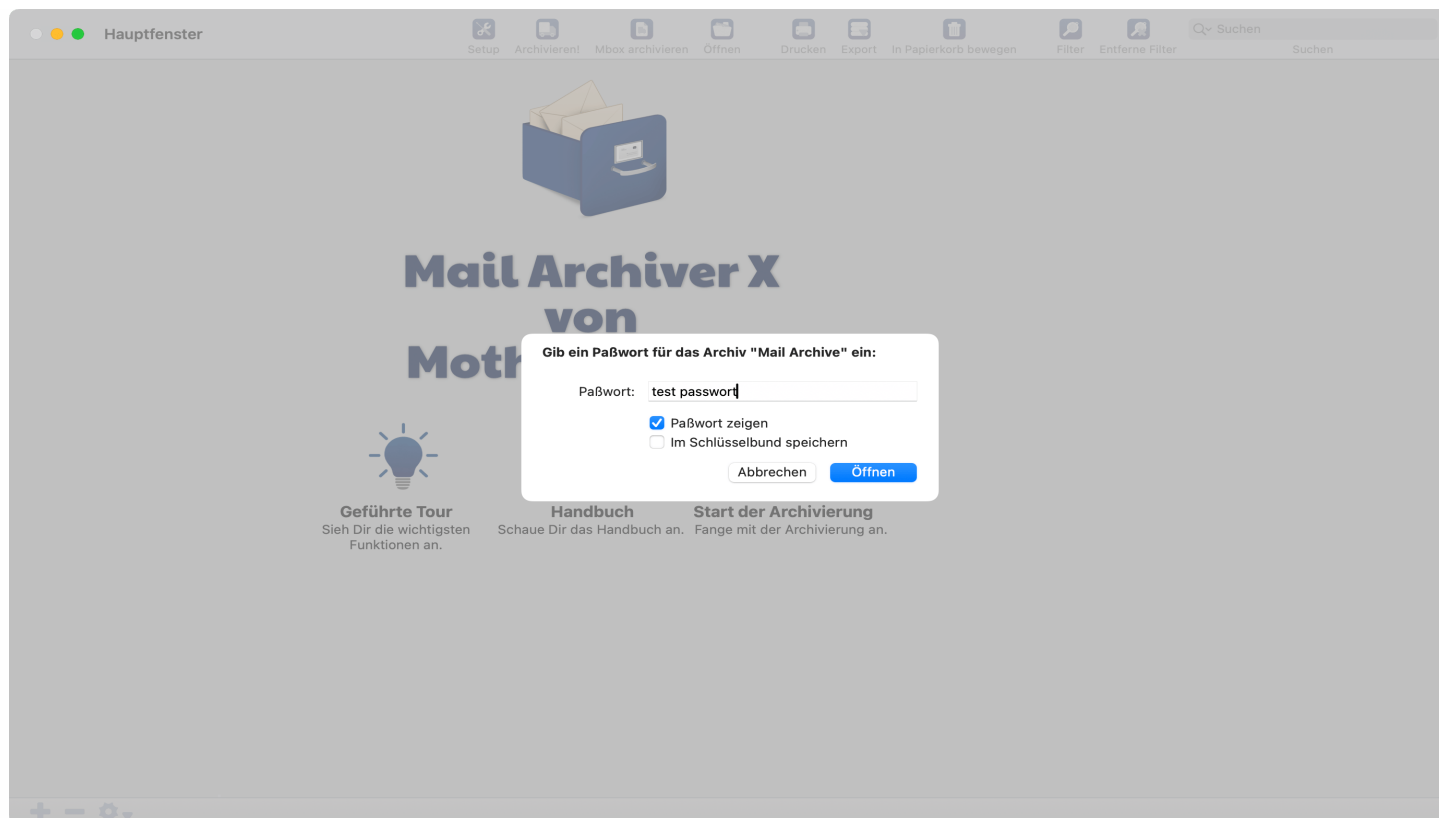 Hauptfenster
Setup Archivieren! Mbox archivieren Öffnen Drucken Export In Papierkorb bewegen Filter Entferne Filter Suchen
Suchen
Mail Archiver X
von
Moth
Gib ein Paßwort für das Archiv "Mail Archive" ein:
Paßwort: test passwort
Paßwort zeigen
Im Schlüsselbund speichern
Abbrechen Öffnen
Geführte Tour
Sieh Dir die wichtigsten
Funktionen an.
Handbuch
Schaue Dir das Handbuch an.
Start der Archivierung
Fange mit der Archivierung an.